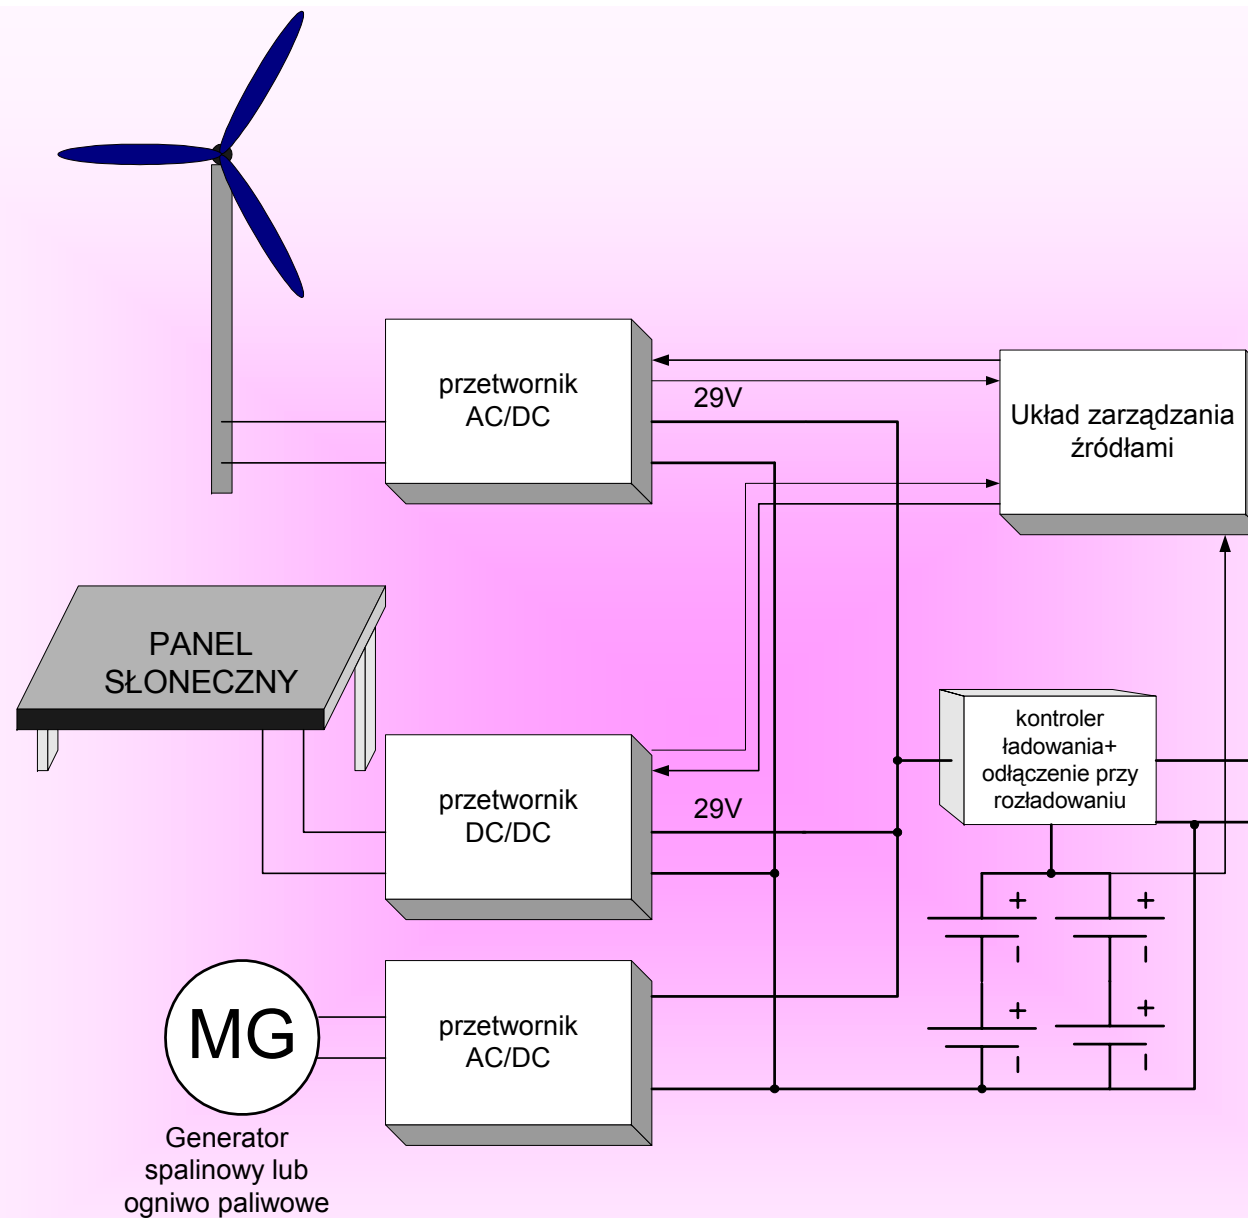 przetwornik
AC/DC
29V
Układ zarządzania
źródłami
PANEL
SŁONECZNY
kontroler
ładowania+
odłączenie przy
rozładowaniu
przetwornik
DC/DC
29V
+
+
+
+
MG
przetwornik
AC/DC
Generator
spalinowy lub
ogniwo paliwowe